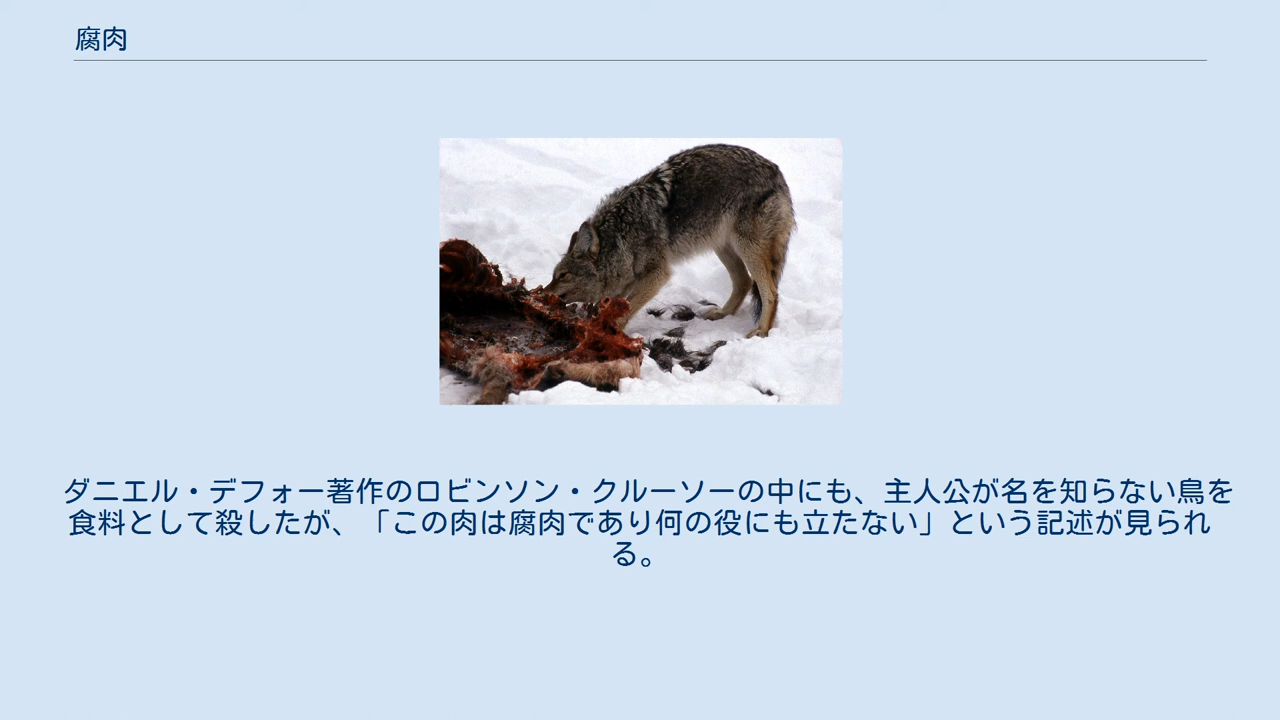 腐肉
ダニエル・デフォー著作のロビンソン・クルーソーの中にも、主人公が名を知らない鳥を
食料として殺したが、「この肉は腐肉であり何の役にも立たない」という記述が見られ
る。